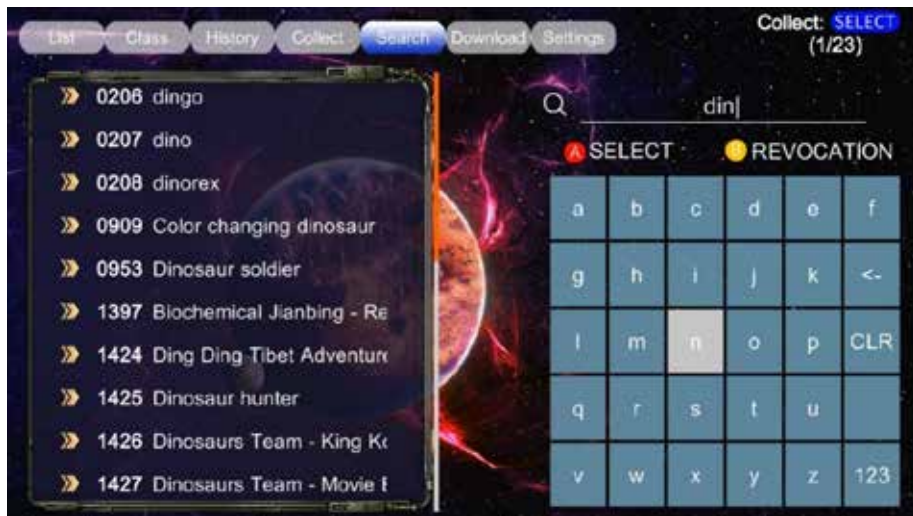 List Class History Collect Search Download Settings
Collect: SELECT
(1/23)
0206 dingo
0207 dino
0208 dinorex
0909 Color changing dinosaur
0953 Dinosaur soldier
1397 Biochemical Jianbing - Re
1424 Ding Ding Tibet Adventure
1425 Dinosaur hunter
1426 Dinosaurs Team - King Ko
1427 Dinosaurs Team - Movie E
din
A SELECT B REVOCATION
a b c d e f
g h i j k <-
l m n o p CLR
q r s t u
v w x y z 123